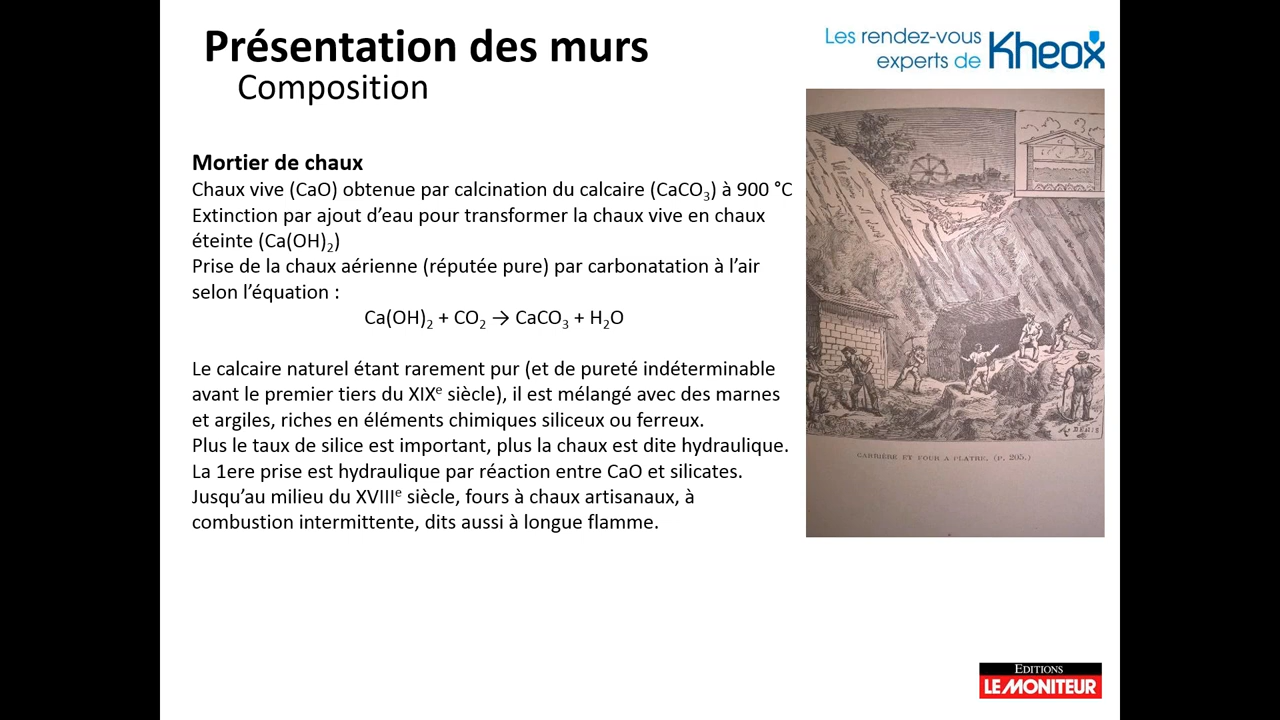 Présentation des murs
Composition
Les rendez-vous
experts de Kheox
Mortier de chaux
Chaux vive (CaO) obtenue par calcination du calcaire (CaCO₃) à 900 °C
Extinction par ajout d’eau pour transformer la chaux vive en chaux
éteinte (Ca(OH)₂)
Prise de la chaux aérienne (réputée pure) par carbonatation à l’air
selon l’équation :
Ca(OH)₂ + CO₂ → CaCO₃ + H₂O
Le calcaire naturel étant rarement pur (et de pureté indéterminable
avant le premier tiers du XIXᵉ siècle), il est mélangé avec des marnes
et argiles, riches en éléments chimiques siliceux ou ferreux.
Plus le taux de silice est important, plus la chaux est dite hydraulique.
La 1ere prise est hydraulique par réaction entre CaO et silicates.
Jusqu’au milieu du XVIIIᵉ siècle, fours à chaux artisanaux, à
combustion intermittente, dits aussi à longue flamme.
CARRIÈRE ET FOUR A PLATRE. (P. 205.)
EDITIONS
LE MONITEUR